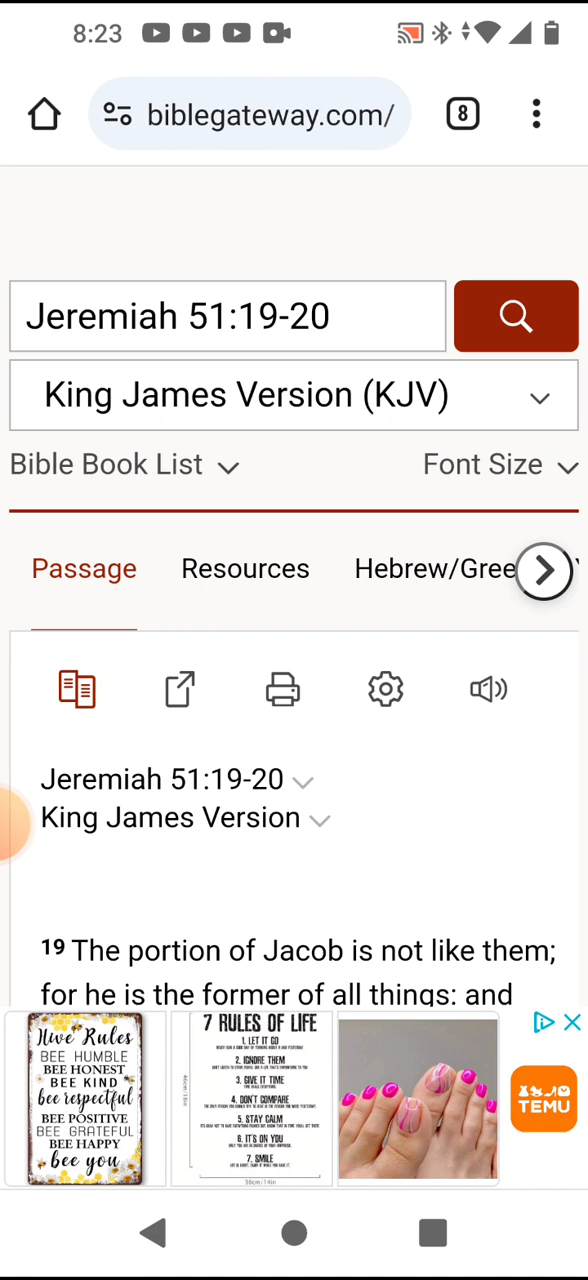 8:23
biblegateway.com/
8
Jeremiah 51:19-20
King James Version (KJV)
Bible Book List
Font Size
Passage
Resources
Hebrew/Gree
Jeremiah 51:19-20
King James Version
19 The portion of Jacob is not like them;
for he is the former of all things: and
Hive Rules
BEE HUMBLE
BEE HONEST
BEE KIND
bee respectful
BEE POSITIVE
BEE GRATEFUL
BEE HAPPY
bee you
7 RULES OF LIFE
1. LET IT GO
2. IGNORE THEM
3. GIVE IT TIME
4. DON'T COMPARE
5. STAY CALM
6. IT'S ON YOU
7. SMILE
TEMU